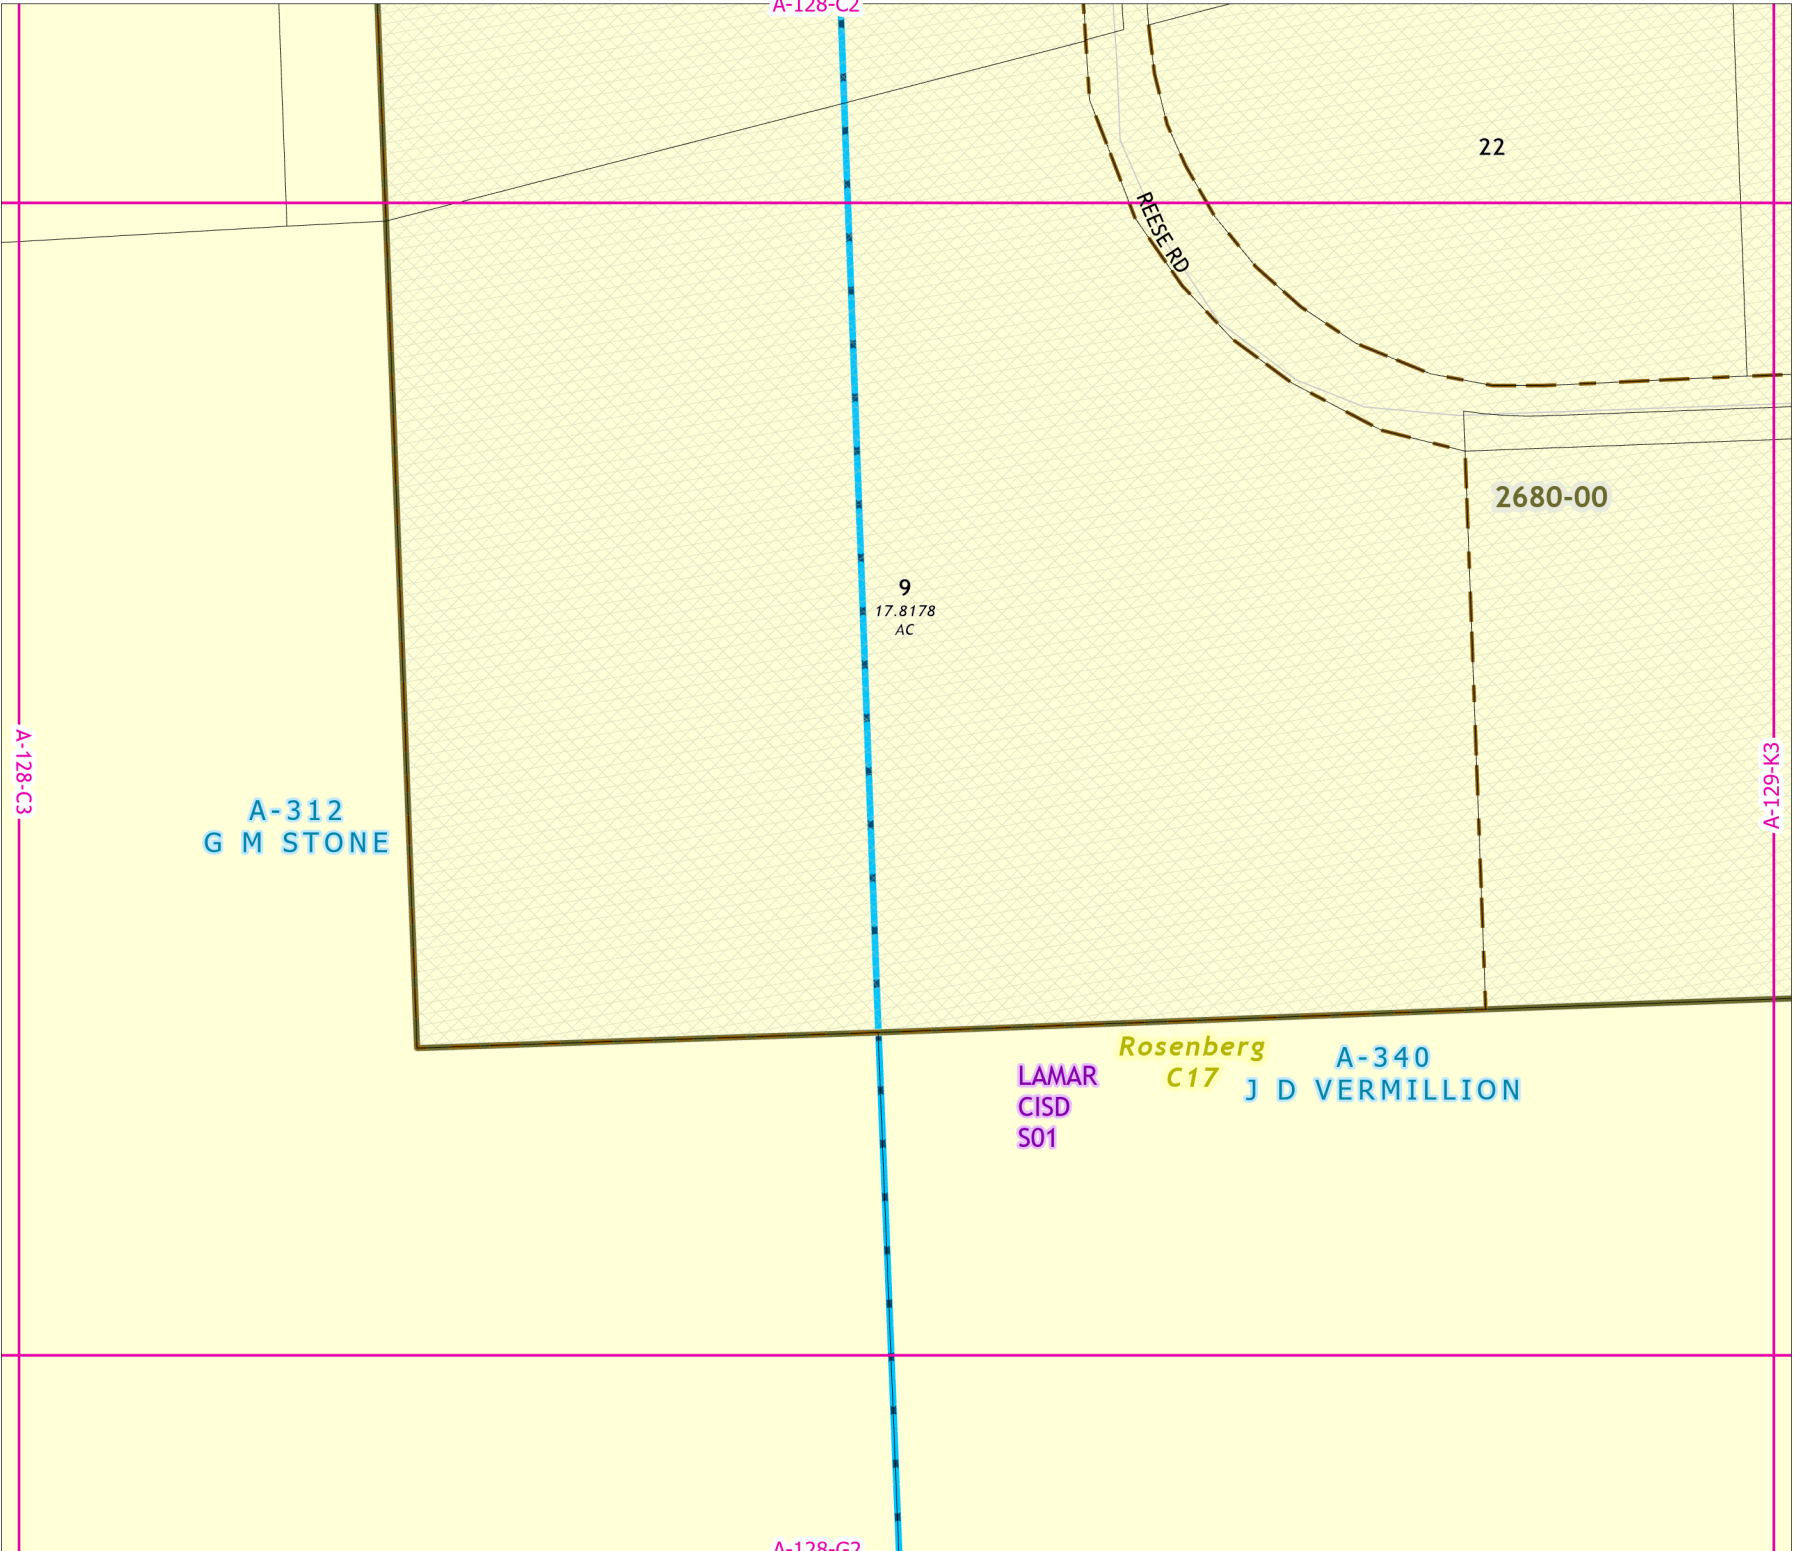 A-128-C2
22
REESE RD
2680-00
9
17.8178
AC
A-128-C3
A-129-K3
A-312
G M STONE
Rosenberg
C17
A-340
J D VERMILLION
LAMAR
CISD
S01
A-128-G2